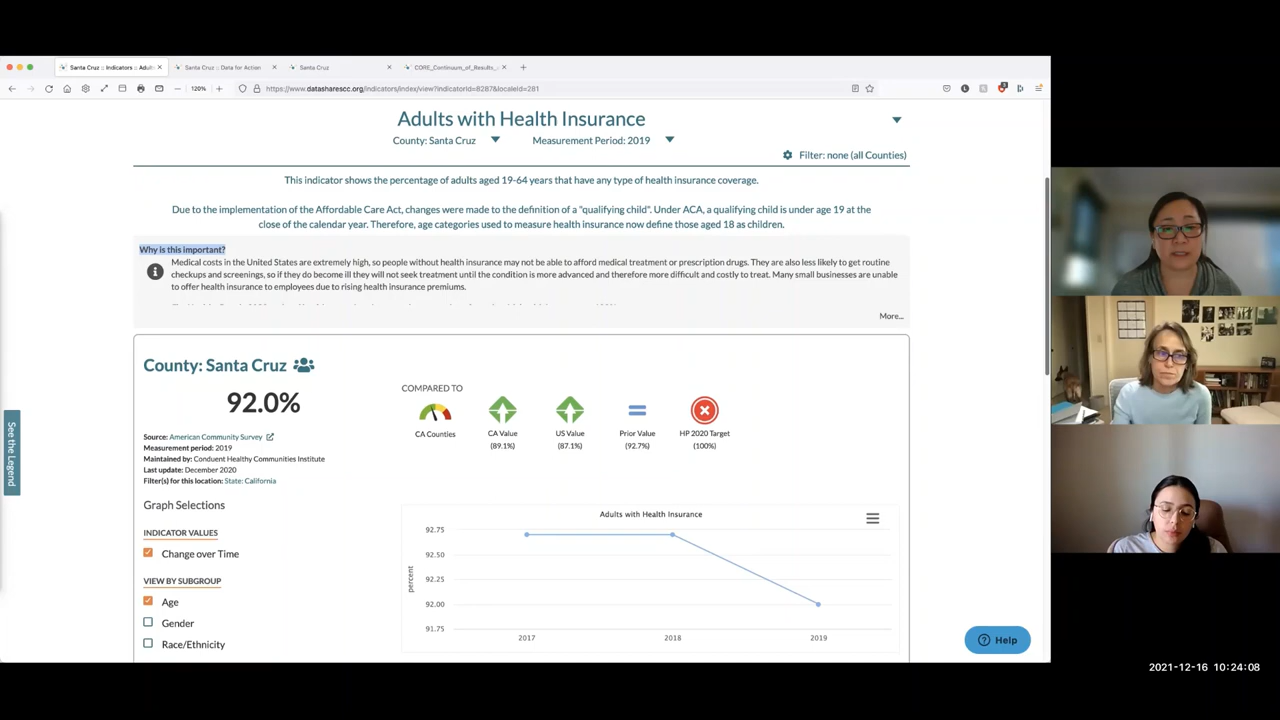 Santa Cruz :: Indicators :: Adult
Santa Cruz :: Data for Action
Santa Cruz
CORE_Continuum_of_Results_
120%
https://www.datasharescc.org/indicators/index/view?indicatorId=8287&localeId=281
Adults with Health Insurance
County: Santa Cruz
Measurement Period: 2019
Filter: none (all Counties)
This indicator shows the percentage of adults aged 19-64 years that have any type of health insurance coverage.
Due to the implementation of the Affordable Care Act, changes were made to the definition of a "qualifying child". Under ACA, a qualifying child is under age 19 at the
close of the calendar year. Therefore, age categories used to measure health insurance now define those aged 18 as children.
Why is this important?
Medical costs in the United States are extremely high, so people without health insurance may not be able to afford medical treatment or prescription drugs. They are also less likely to get routine
checkups and screenings, so if they do become ill they will not seek treatment until the condition is more advanced and therefore more difficult and costly to treat. Many small businesses are unable
to offer health insurance to employees due to rising health insurance premiums.
More...
See the Legend
County: Santa Cruz
92.0%
Source: American Community Survey
Measurement period: 2019
Maintained by: Conduent Healthy Communities Institute
Last update: December 2020
Filter(s) for this location: State: California
COMPARED TO
CA Counties
CA Value
(89.1%)
US Value
(87.1%)
Prior Value
(92.7%)
HP 2020 Target
(100%)
Graph Selections
INDICATOR VALUES
Change over Time
VIEW BY SUBGROUP
Age
Gender
Race/Ethnicity
Adults with Health Insurance
percent
92.75
92.50
92.25
92.00
91.75
2017
2018
2019
Help
2021-12-16 10:24:08